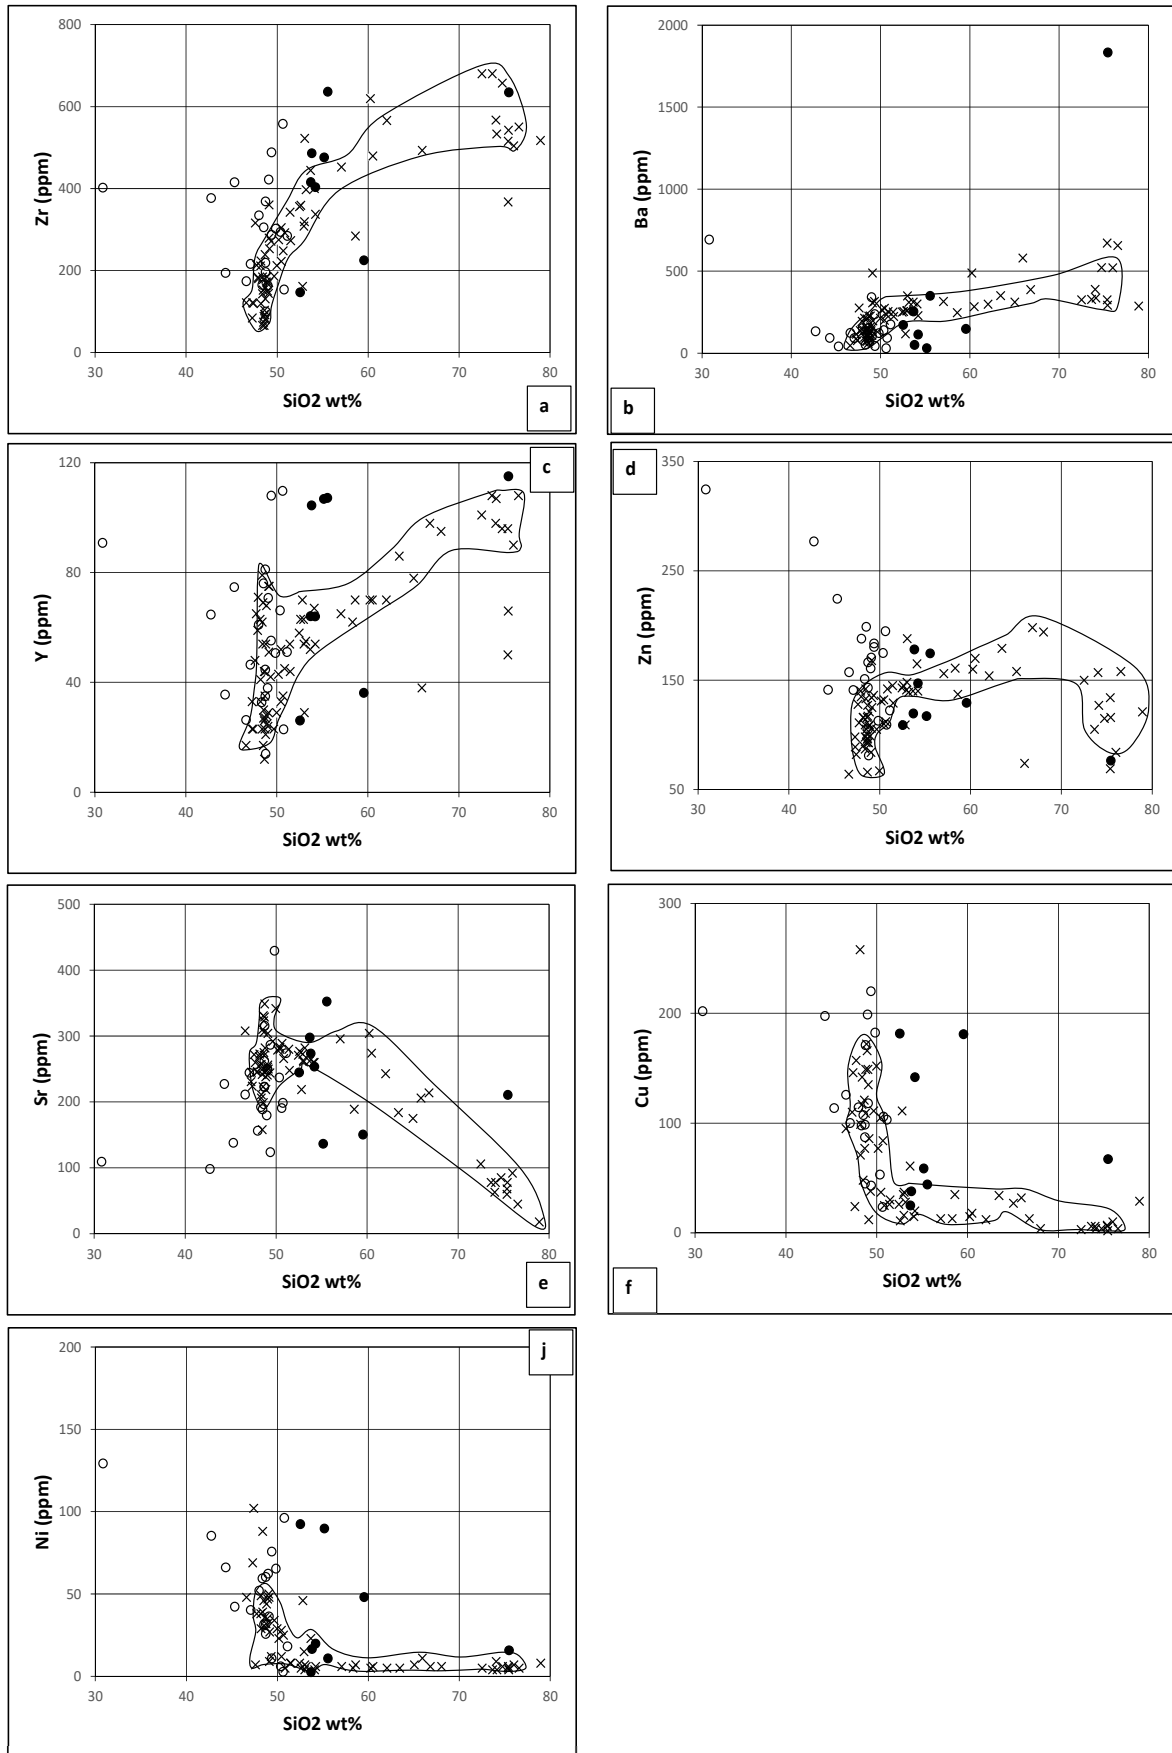 800
600
400
200
0
Zr (ppm)
30 40 50 60 70 80
SiO2 wt%
a
2000
1500
1000
500
0
Ba (ppm)
30 40 50 60 70 80
SiO2 wt%
b
120
80
40
0
Y (ppm)
30 40 50 60 70 80
SiO2 wt%
c
350
250
150
50
Zn (ppm)
30 40 50 60 70 80
SiO2 wt%
d
500
400
300
200
100
0
Sr (ppm)
30 40 50 60 70 80
SiO2 wt%
e
300
200
100
0
Cu (ppm)
30 40 50 60 70 80
SiO2 wt%
f
200
150
100
50
0
Ni (ppm)
30 40 50 60 70 80
SiO2 wt%
j